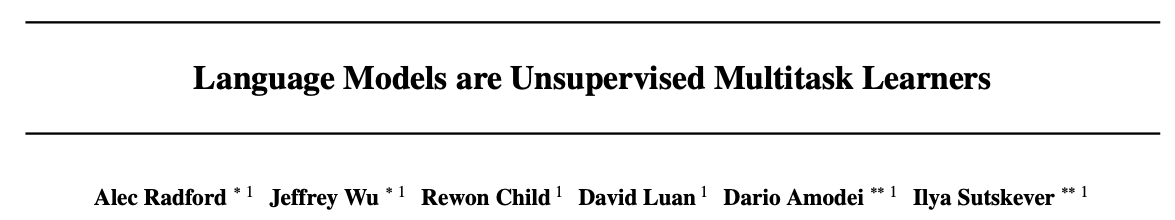 Language Models are Unsupervised Multitask Learners
Alec Radford * 1 Jeffrey Wu * 1 Rewon Child 1 David Luan 1 Dario Amodei ** 1 Ilya Sutskever ** 1